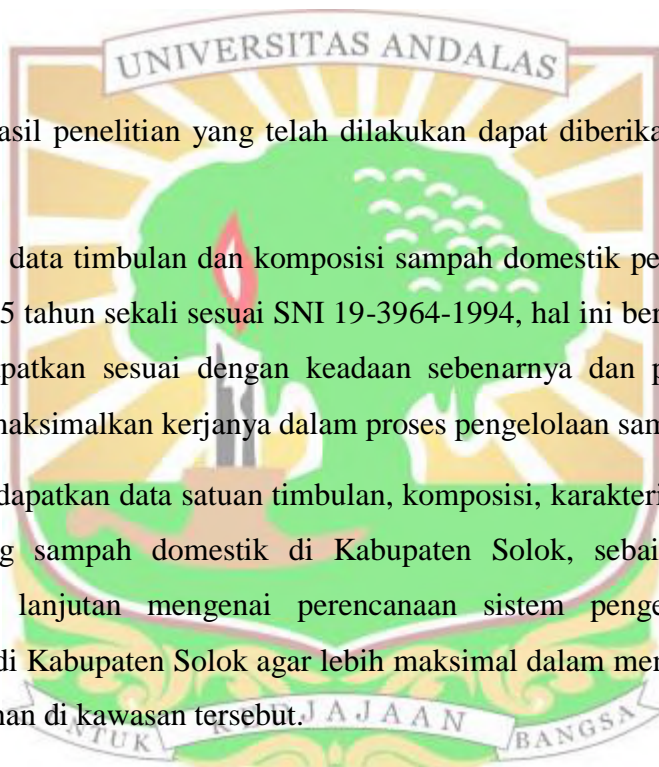 UNIVERSITAS ANDALAS
asil penelitian yang telah dilakukan dapat diberika
data timbulan dan komposisi sampah domestik pe
5 tahun sekali sesuai SNI 19-3964-1994, hal ini ber
patkan sesuai dengan keadaan sebenarnya dan p
maksimalkan kerjanya dalam proses pengelolaan sam
dapatkan data satuan timbulan, komposisi, karakteri
g sampah domestik di Kabupaten Solok, sebai
lanjutan mengenai perencanaan sistem penge
di Kabupaten Solok agar lebih maksimal dalam mer
nan di kawasan tersebut.
UNTUK KEDJAJAAN BANGSA